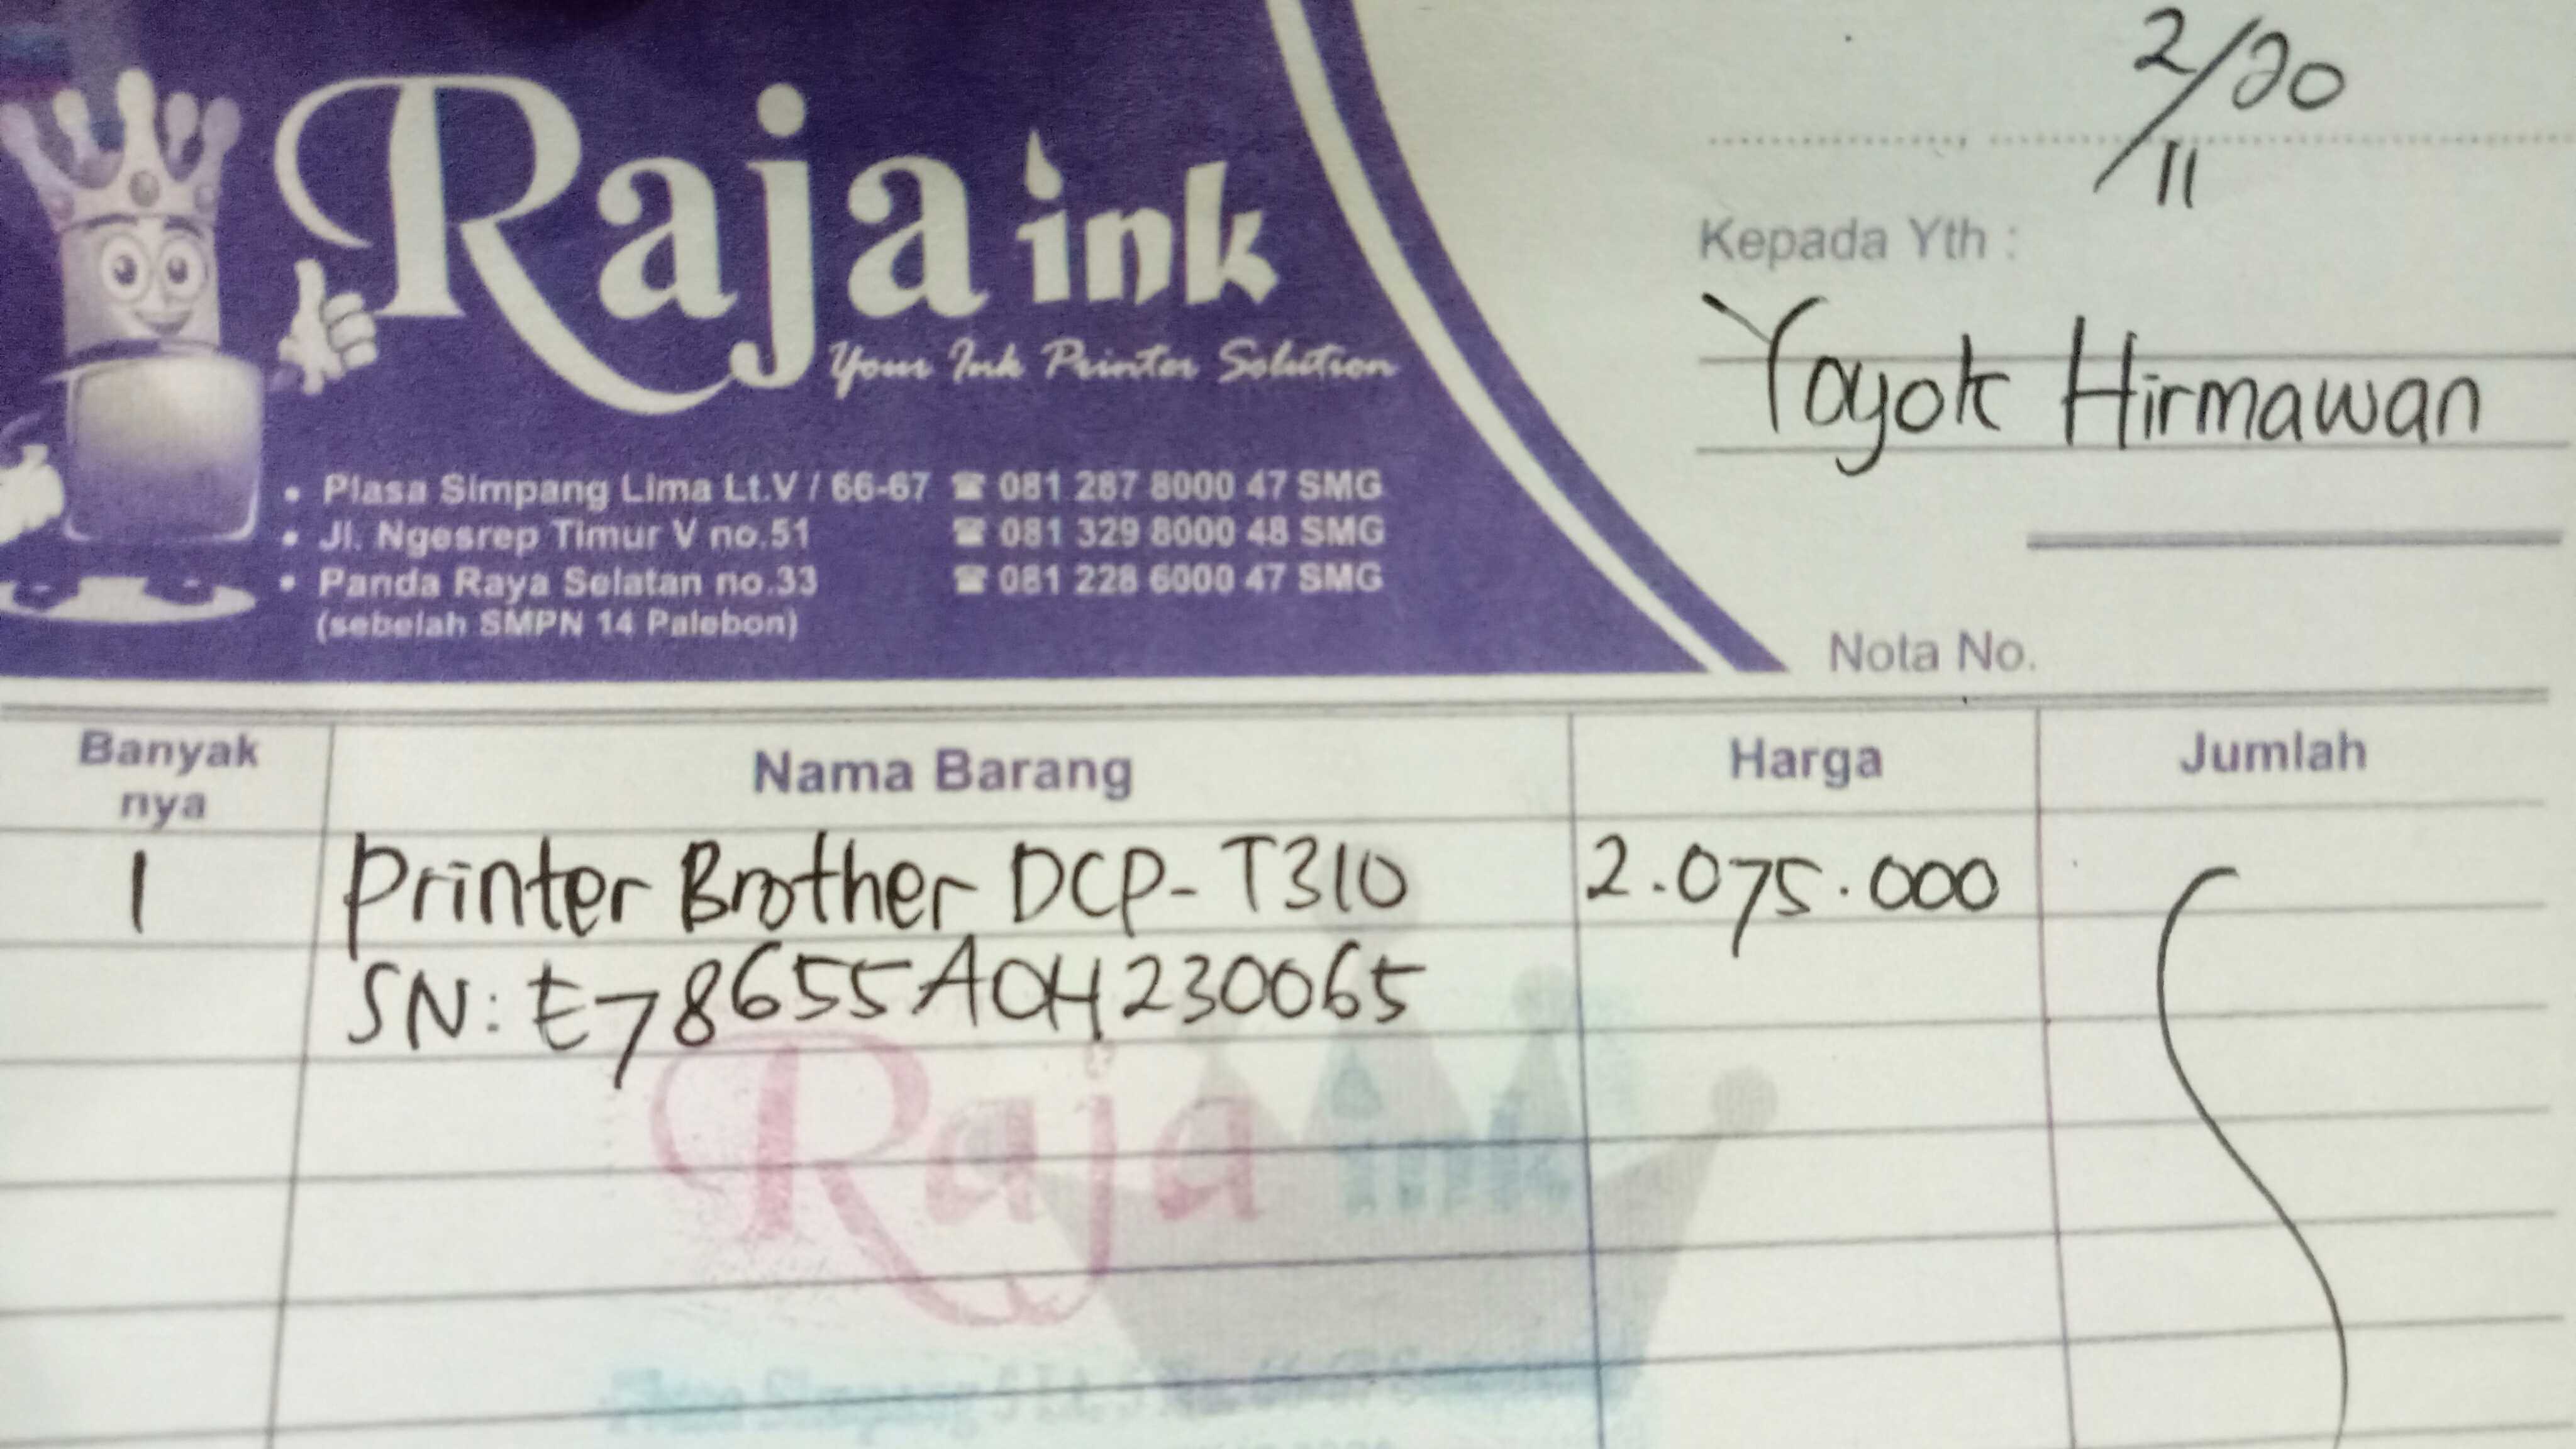 Raja ink
Your Ink Printer Solution
• Plasa Simpang Lima Lt.V / 66-67 ☎ 081 287 8000 47 SMG
• Jl. Ngesrep Timur V no.51 ☎ 081 329 8000 48 SMG
• Panda Raya Selatan no.33 ☎ 081 228 6000 47 SMG
(sebelah SMPN 14 Palebon)
2/11 20
Kepada Yth :
Yoyok Hirmawan
Nota No.
Banyak nya Nama Barang Harga Jumlah
1 Printer Brother DCP-T310 2.075.000
SN: E78655A0H230065
Raja ink